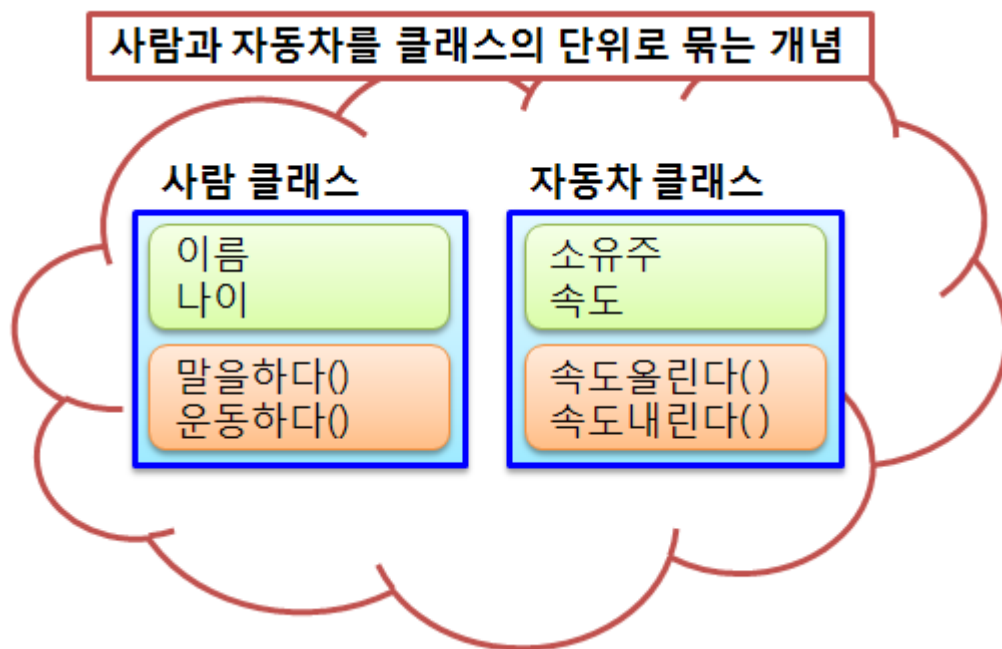 사람과 자동차를 클래스의 단위로 묶는 개념
사람 클래스
이름
나이
말을하다()
운동하다()
자동차 클래스
소유주
속도
속도올린다( )
속도내린다( )